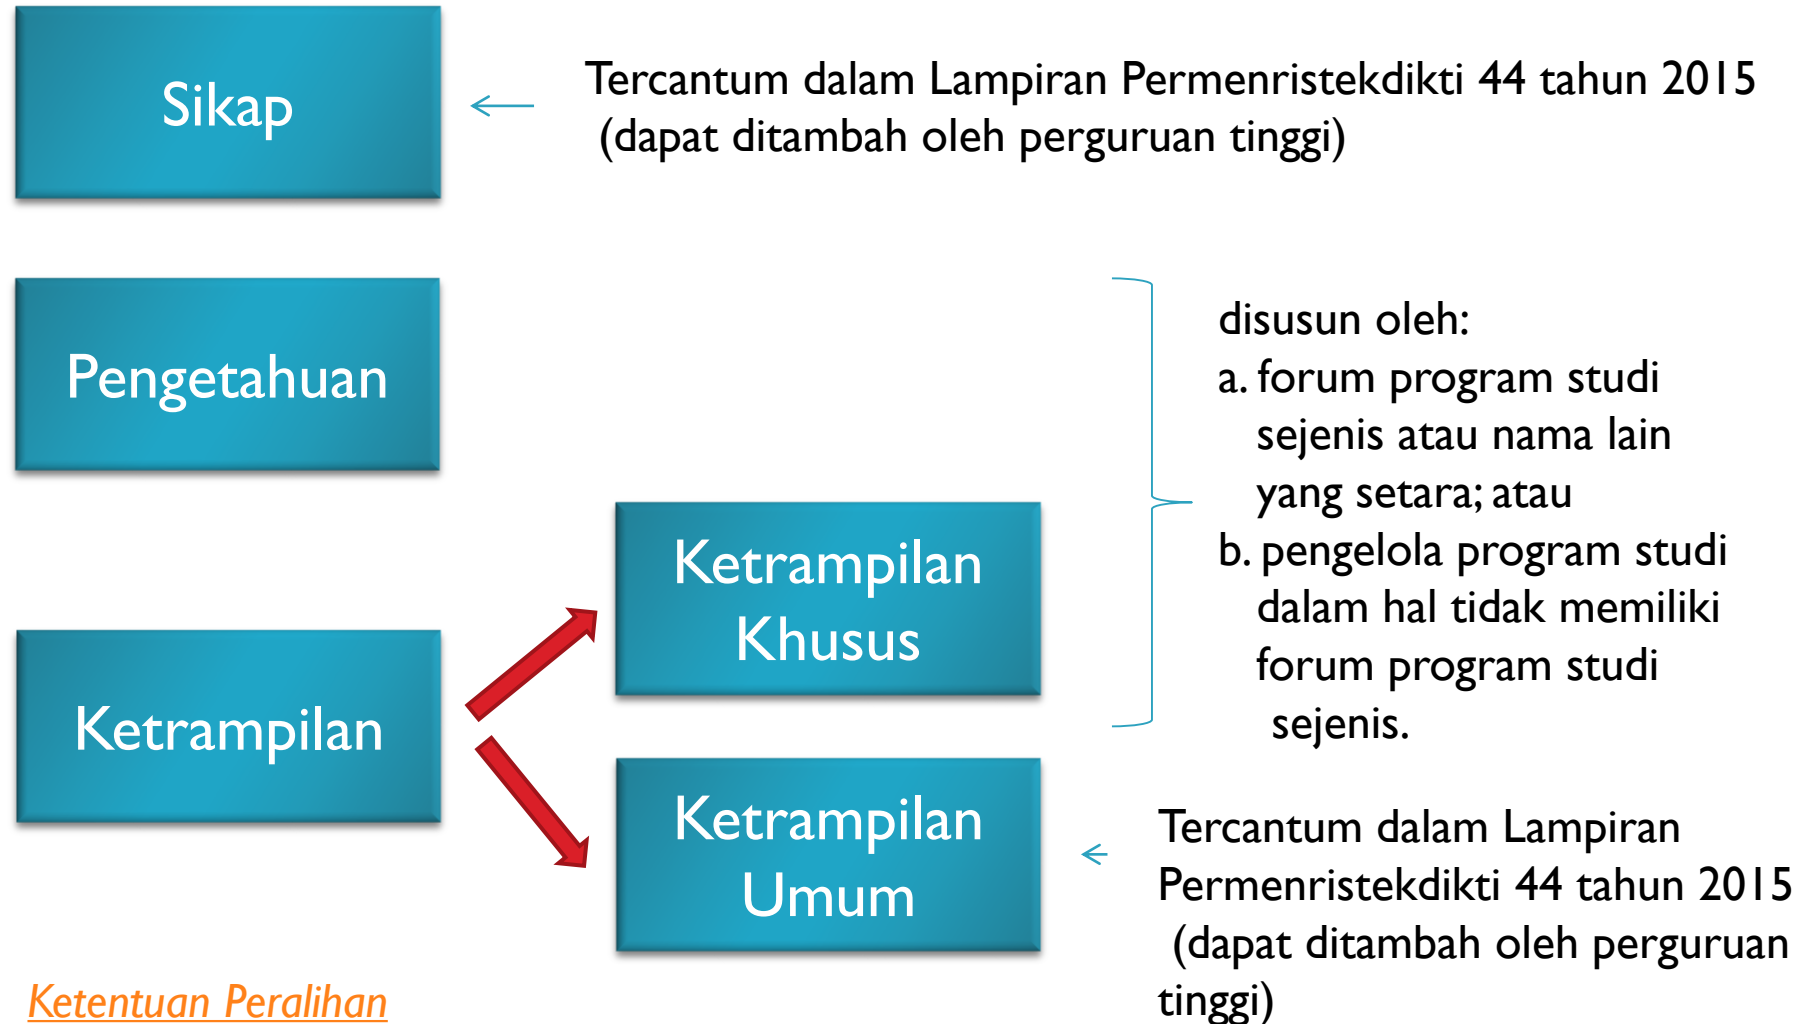 Sikap
Tercantum dalam Lampiran Permenristekdikti 44 tahun 2015
(dapat ditambah oleh perguruan tinggi)
Pengetahuan
disusun oleh:
a. forum program studi
sejenis atau nama lain
yang setara; atau
b. pengelola program studi
dalam hal tidak memiliki
forum program studi
sejenis.
Ketrampilan
Khusus
Ketrampilan
Ketrampilan
Umum
Tercantum dalam Lampiran
Permenristekdikti 44 tahun 2015
(dapat ditambah oleh perguruan
tinggi)
Ketentuan Peralihan